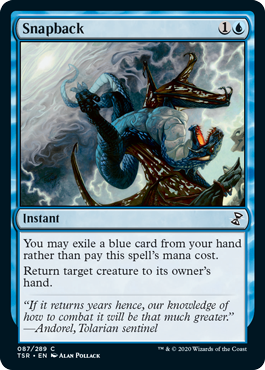 Snapback 1
Instant
You may exile a blue card from your hand
rather than pay this spell's mana cost.
Return target creature to its owner's
hand.
"If it returns years hence, our knowledge of
how to combat it will be that much greater."
—Andorel, Tolarian sentinel
087/289 C
TSR • EN Alan Pollack
™ & © 2020 Wizards of the Coast